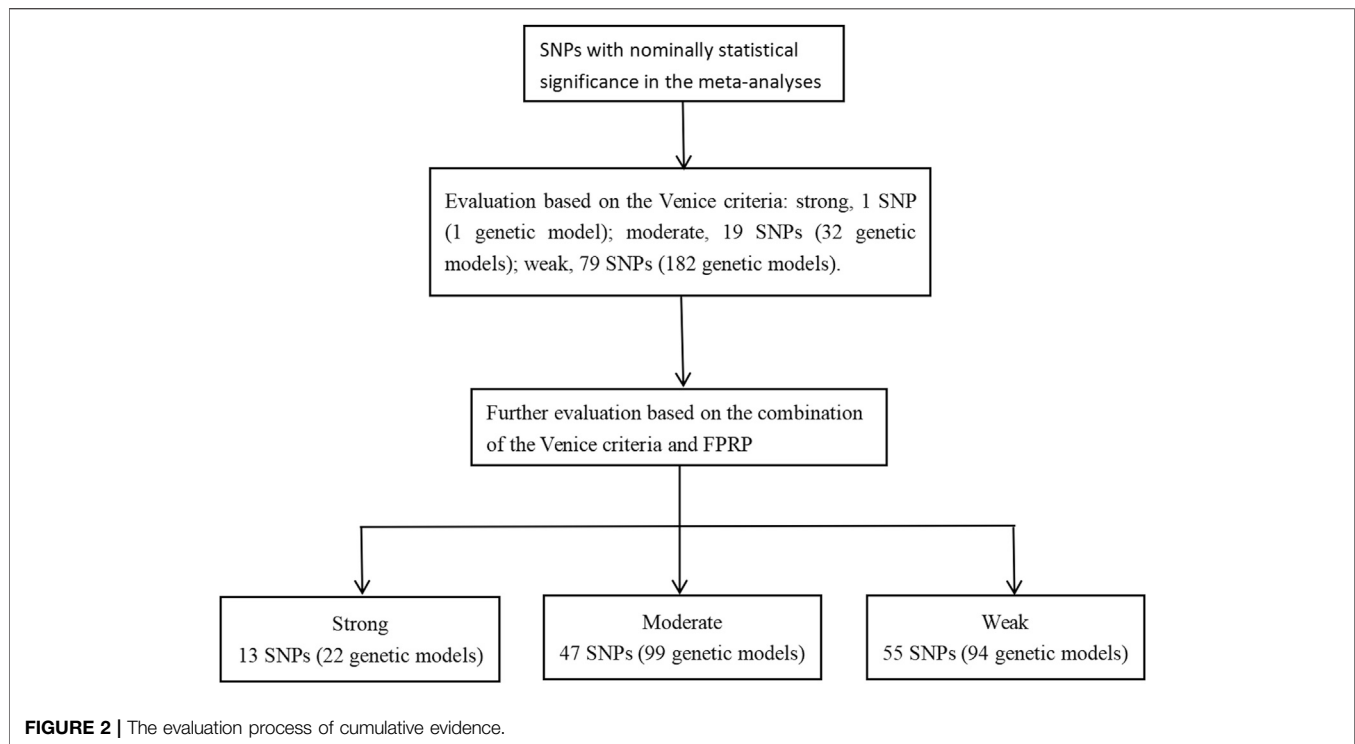 SNPs with nominally statistical
significance in the meta-analyses
Evaluation based on the Venice criteria: strong, 1 SNP
(1 genetic model); moderate, 19 SNPs (32 genetic
models); weak, 79 SNPs (182 genetic models).
Further evaluation based on the combination
of the Venice criteria and FPRP
Strong
13 SNPs (22 genetic models)
Moderate
47 SNPs (99 genetic models)
Weak
55 SNPs (94 genetic models)
FIGURE 2 | The evaluation process of cumulative evidence.